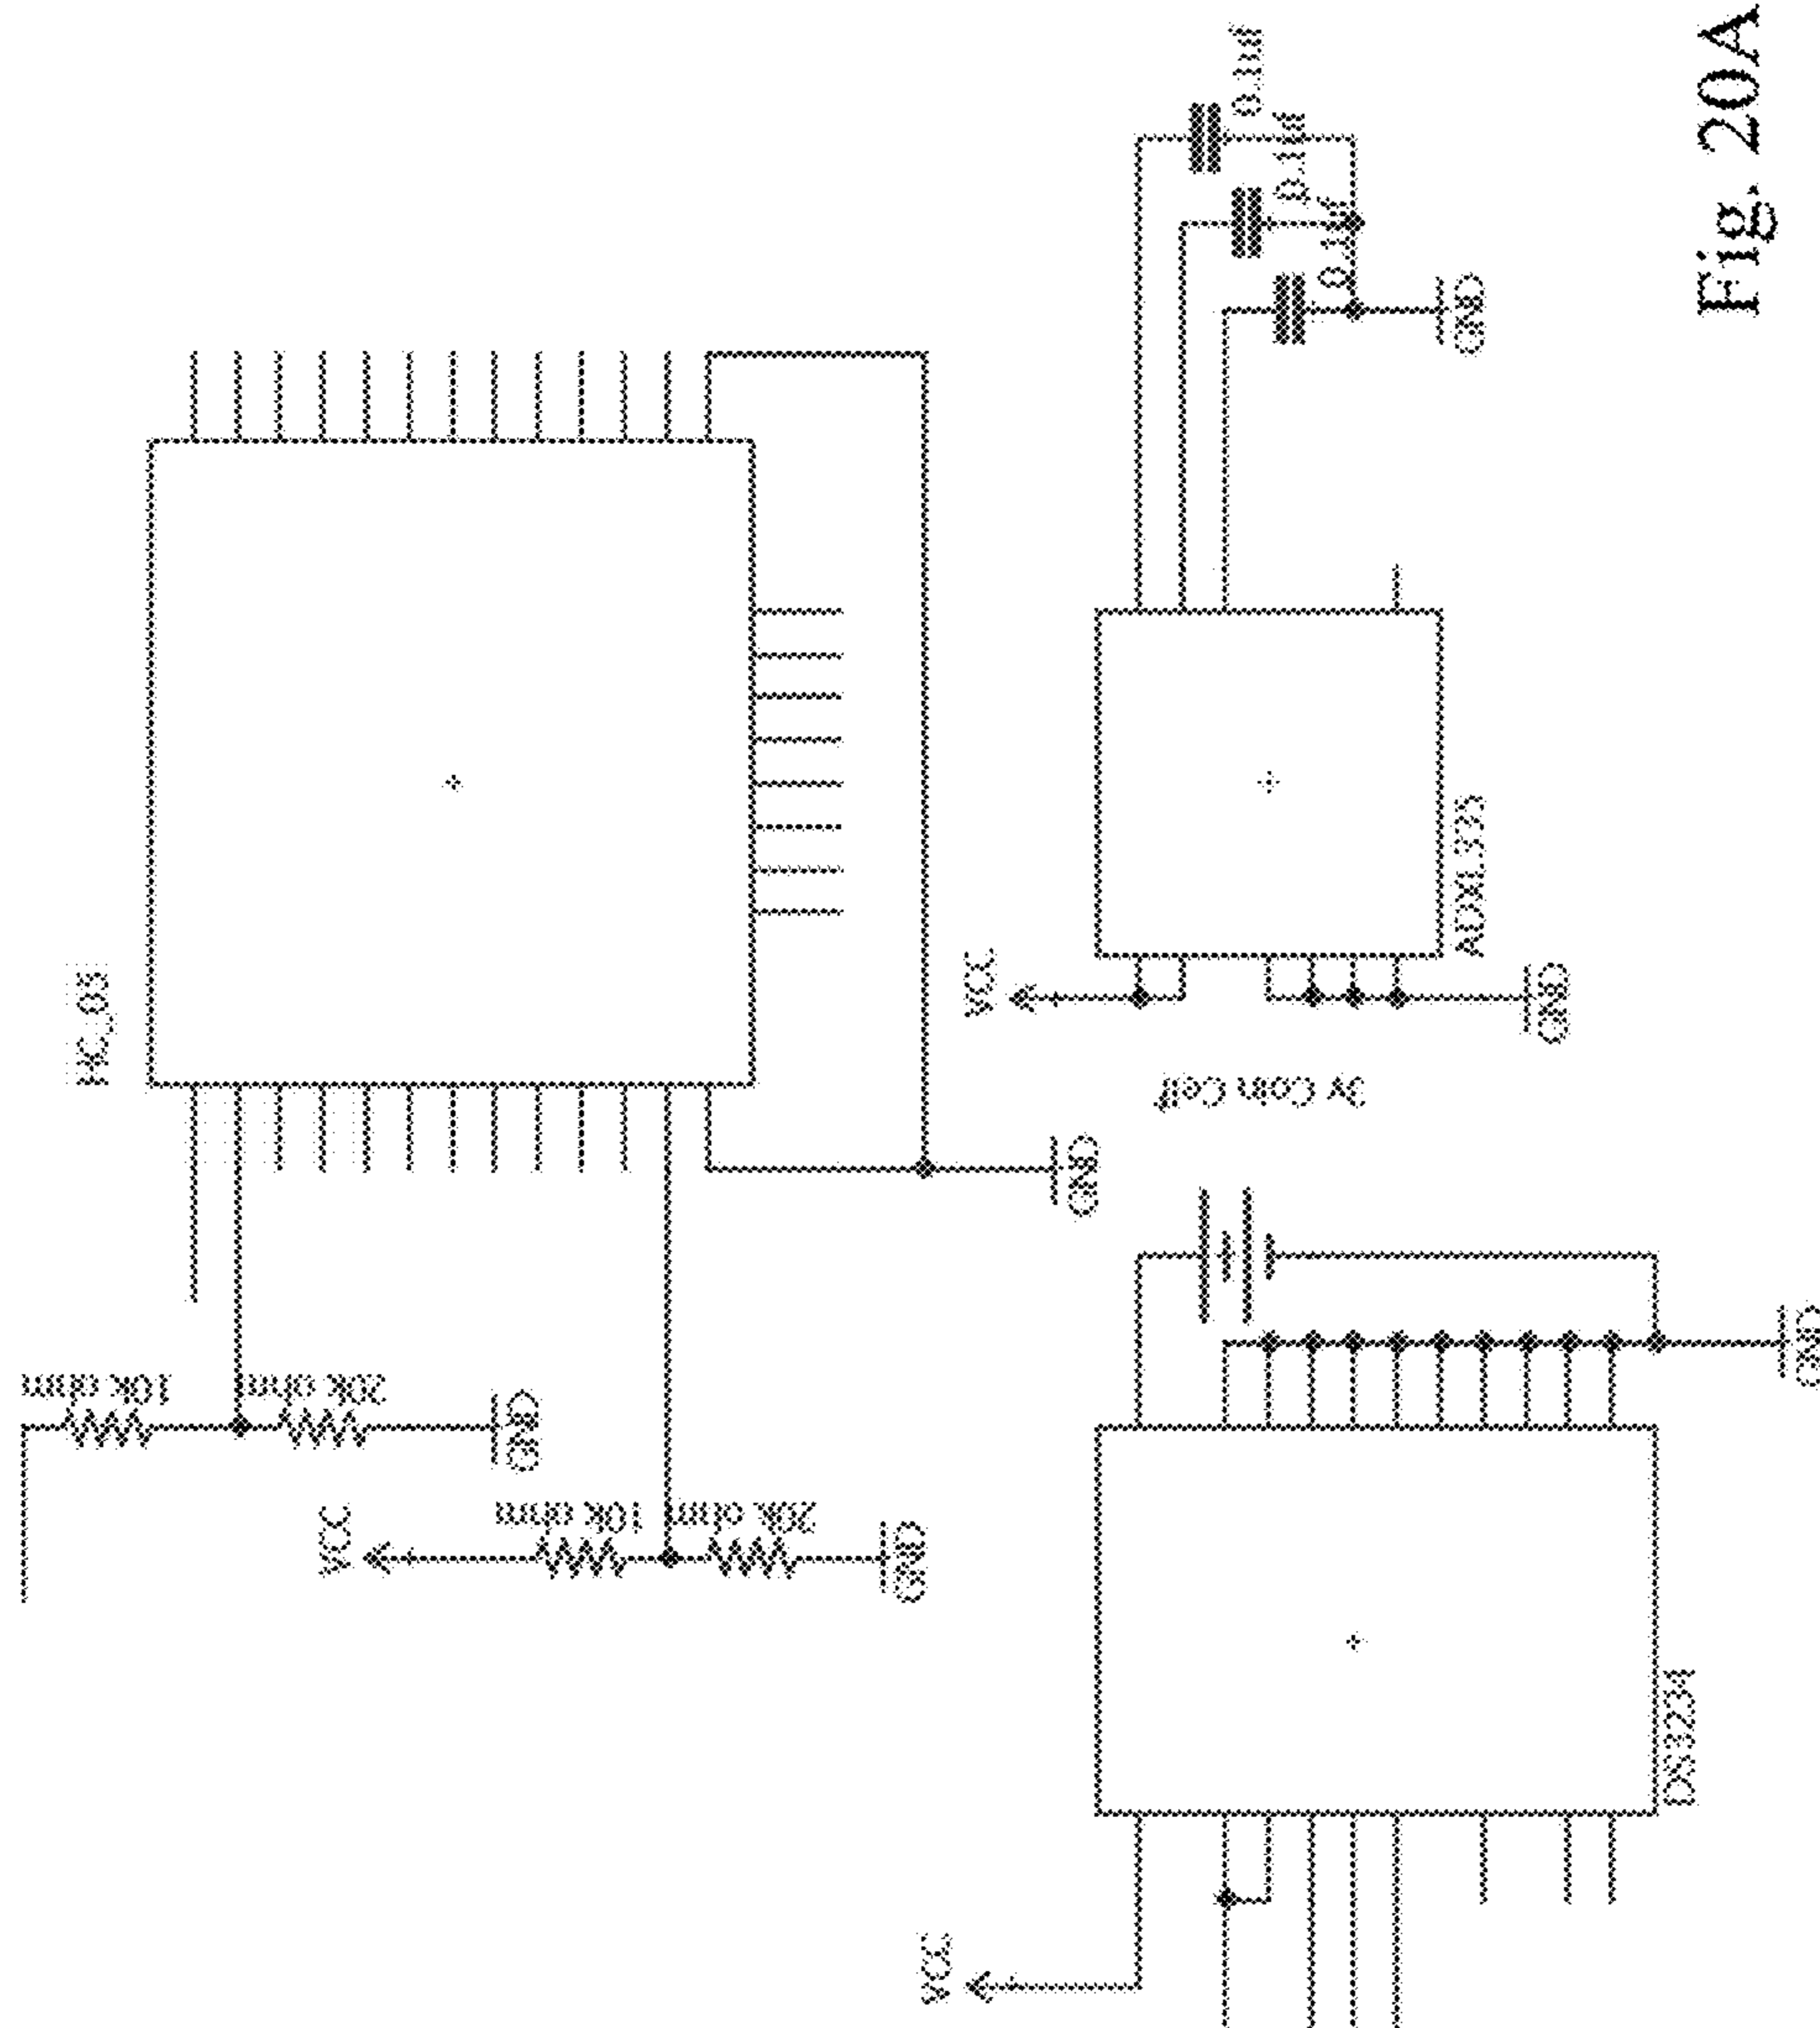 HC_05
10K ohm
20K ohm
GND
VCC
10K ohm
20K ohm
GND
GND
0.1uf
0.1uf
0.1uf
GND
VCC
ADXL335
GND
3v Coin Cell
GND
DS3234
VCC
Fig. 20A